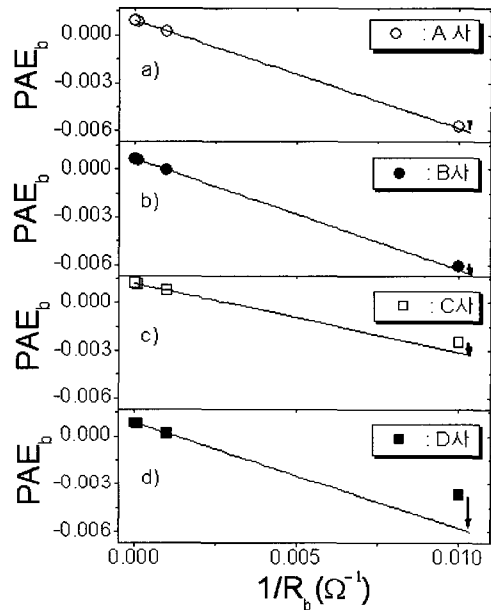 0.000
-0.003
-0.006
PAE_b
a)
: A 사
0.000
-0.003
-0.006
PAE_b
b)
: B사
0.000
-0.003
-0.006
PAE_b
c)
: C사
0.000
-0.003
-0.006
PAE_b
d)
: D사
0.000
0.005
0.010
1/R_b(Ω⁻¹)